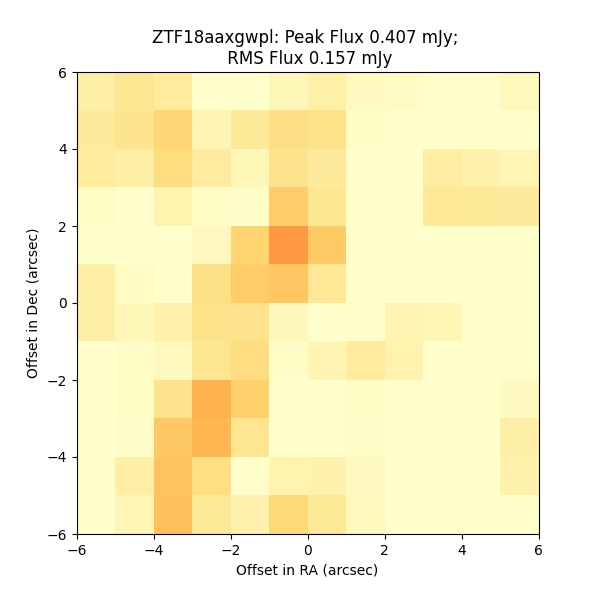 ZTF18aaxgwpl: Peak Flux 0.407 mJy;
RMS Flux 0.157 mJy
6
4
2
0
−2
−4
−6
Offset in Dec (arcsec)
−6 −4 −2 0 2 4 6
Offset in RA (arcsec)